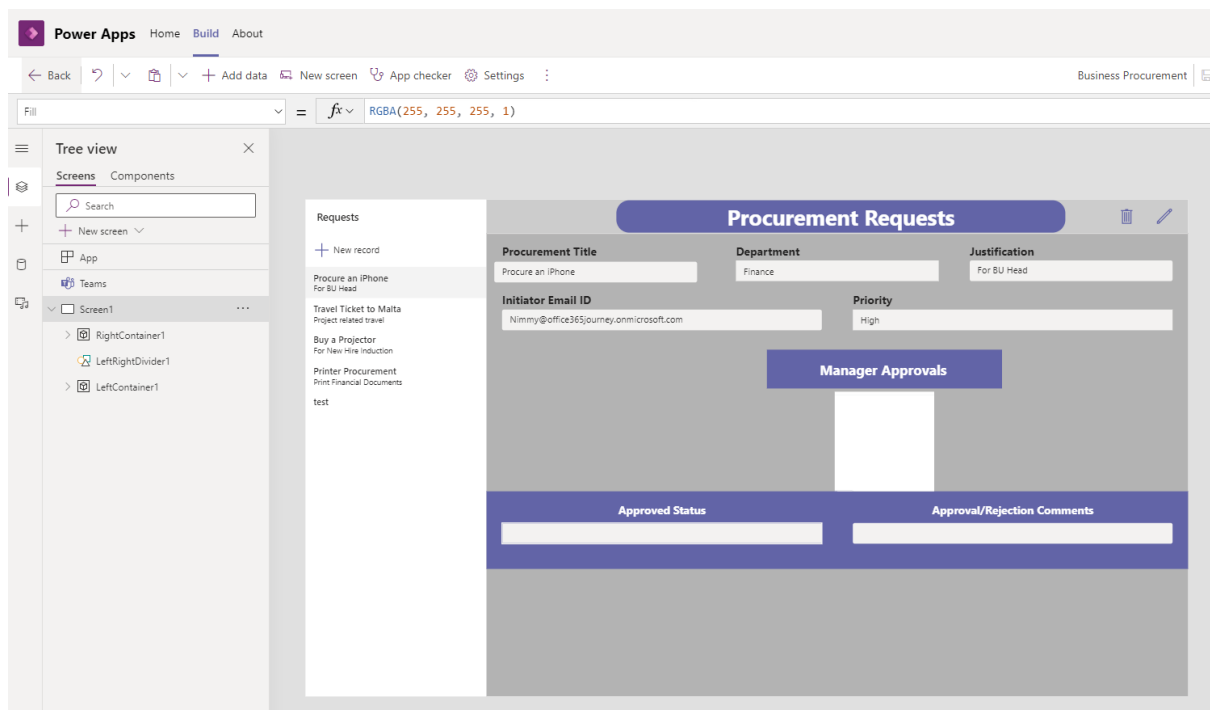 Power Apps Home Build About
Back Add data New screen App checker Settings Business Procurement
Fill = fx RGBA(255, 255, 255, 1)
Tree view
Screens Components
Search
New screen
App
Teams
Screen1
RightContainer1
LeftRightDivider1
LeftContainer1
Requests
New record
Procure an iPhone
For BU Head
Travel Ticket to Malta
Project related travel
Buy a Projector
For New Hire Induction
Printer Procurement
Print Financial Documents
test
Procurement Requests
Procurement Title Department Justification
Procure an iPhone Finance For BU Head
Initiator Email ID Priority
Nimmy@office365journey.onmicrosoft.com High
Manager Approvals
Approved Status Approval/Rejection Comments